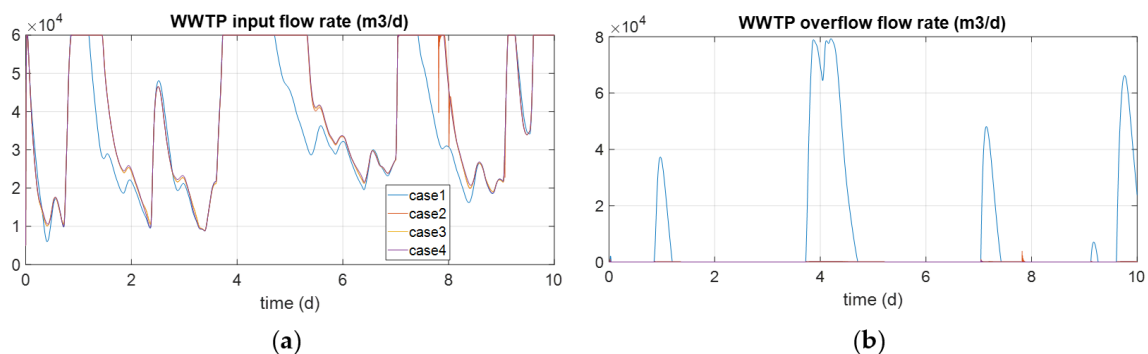 WWTP input flow rate (m3/d)
×10⁴
6
5
4
3
2
1
0
0 2 4 6 8 10
time (d)
case1
case2
case3
case4
(a)
WWTP overflow flow rate (m3/d)
×10⁴
8
6
4
2
0
0 2 4 6 8 10
time (d)
(b)